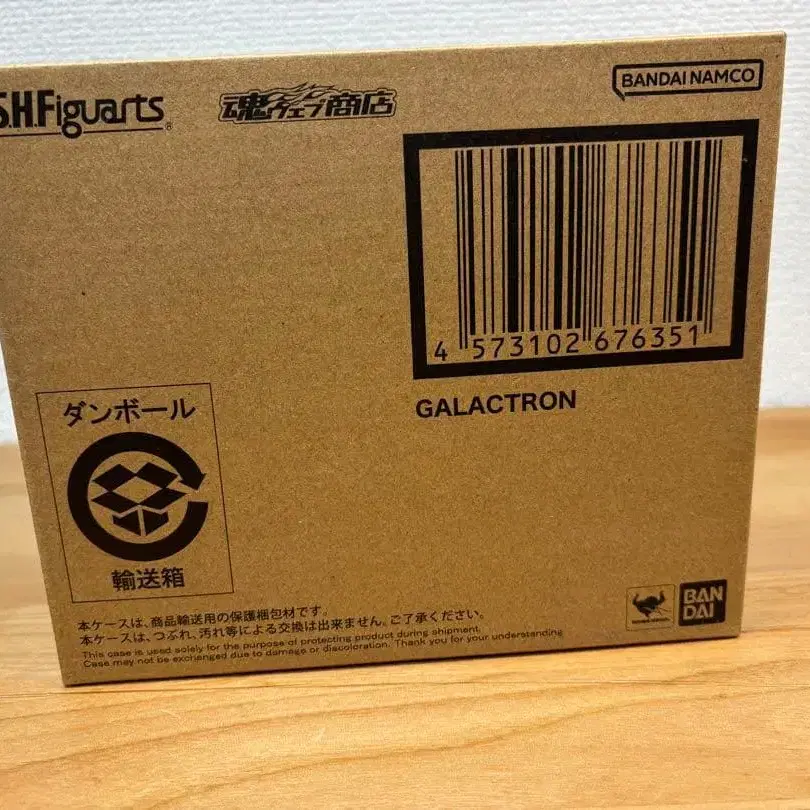 S.H.Figuarts
魂ウェブ商店
BANDAI NAMCO
4 573102 676351
GALACTRON
ダンボール
輸送箱
本ケースは、商品輸送用の保護梱包材です。
本ケースは、つぶれ、汚れ等による交換は出来ません。ご了承ください。
This case is used solely for the purpose of protecting product during shipment.
Case may not be exchanged due to damage or discoloration. Thank you for your understanding
BAN
DAI